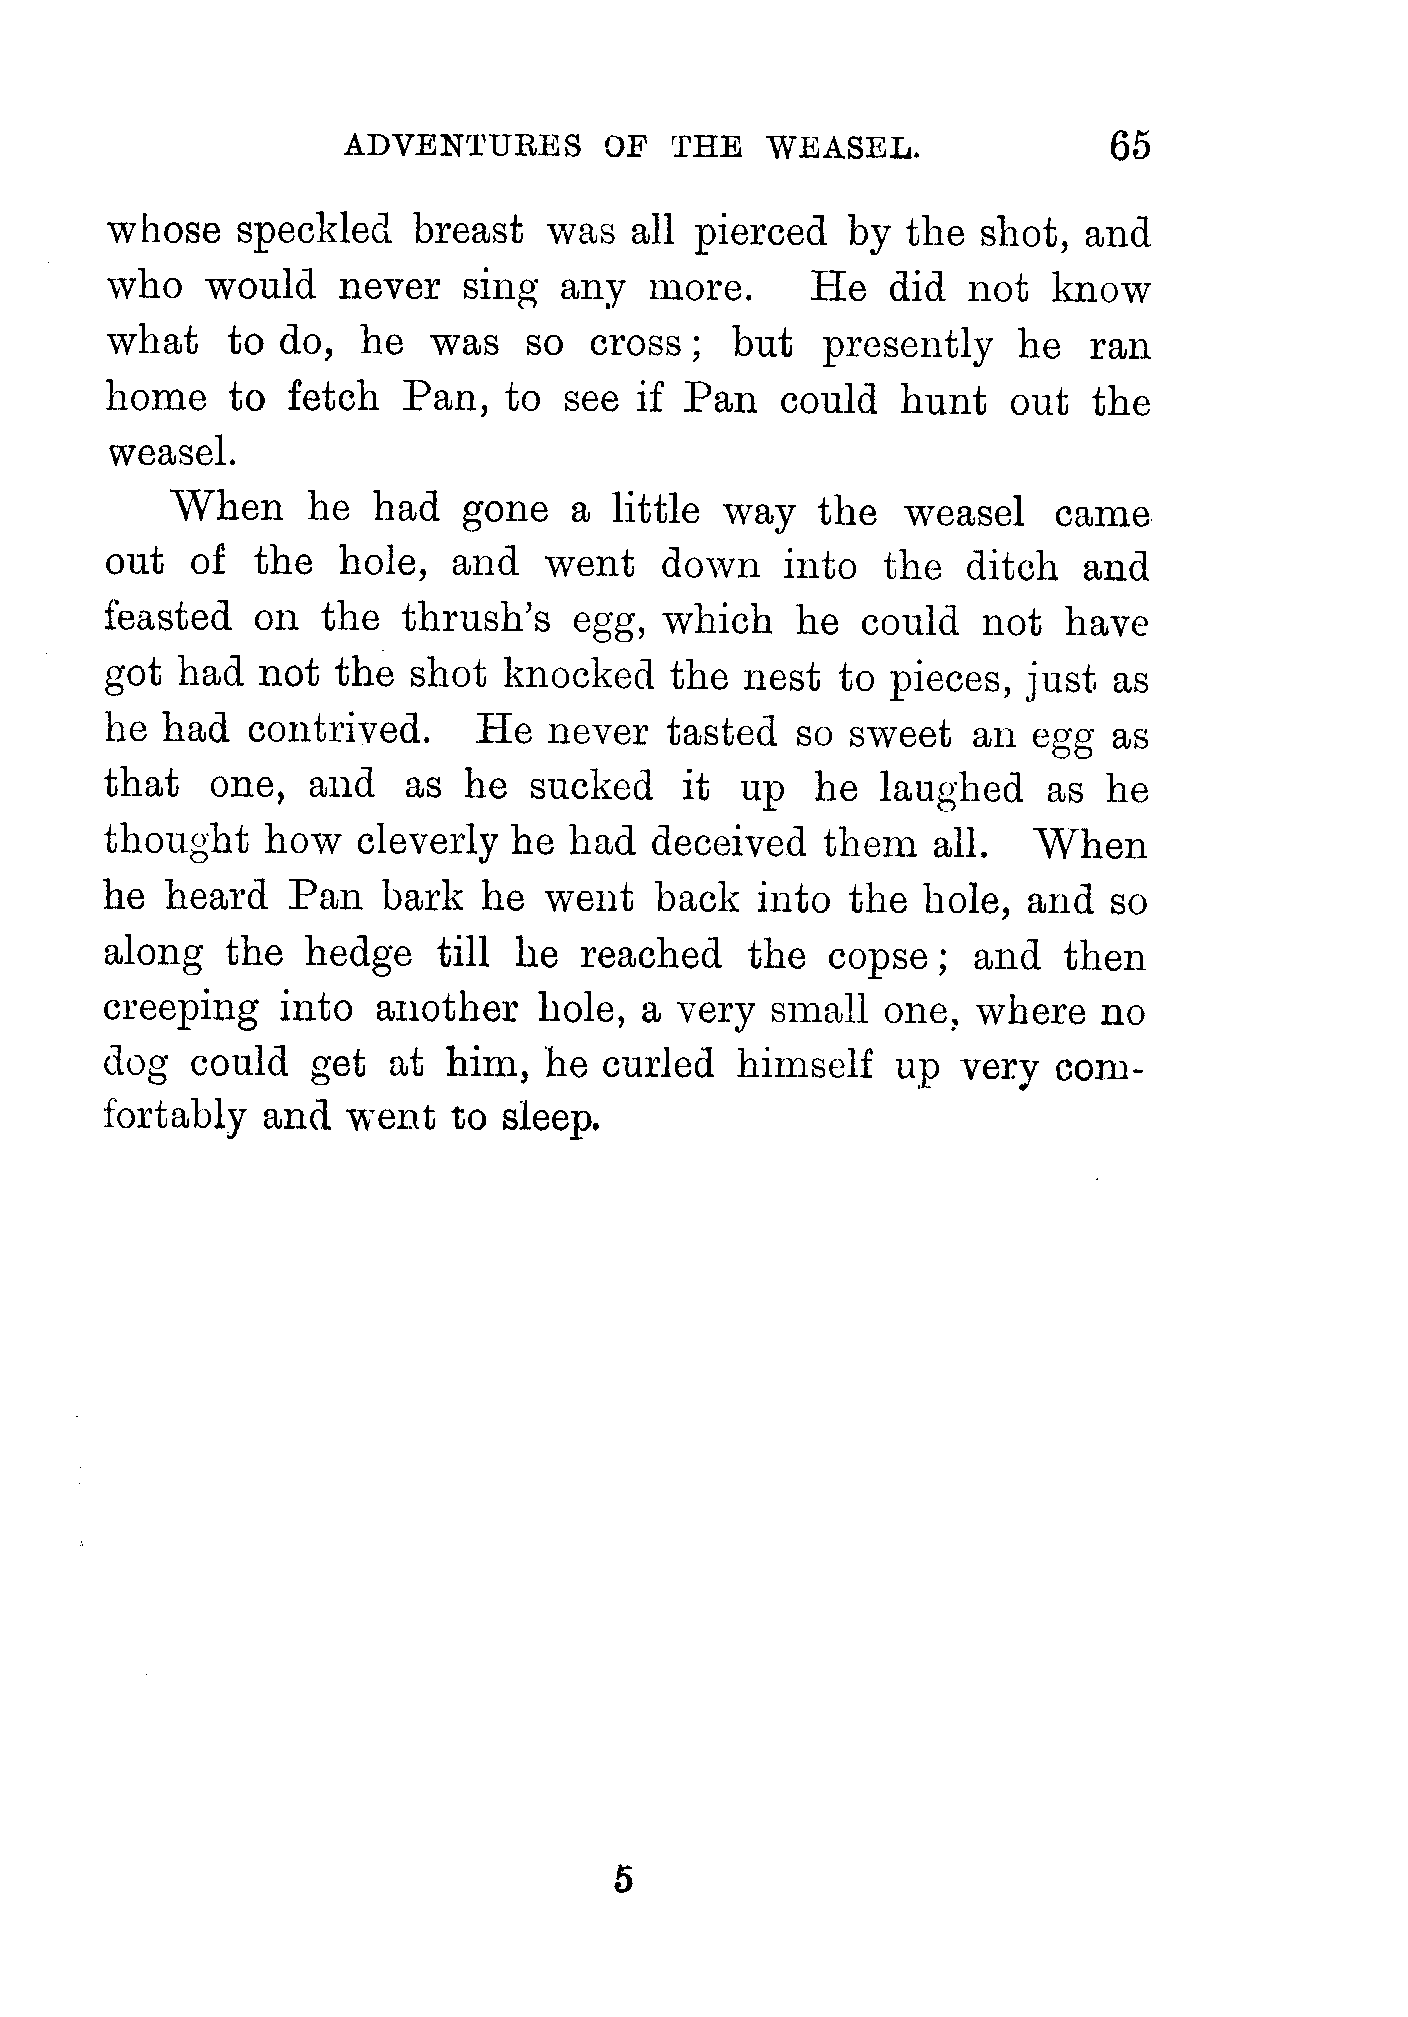 ADVENTURES OF THE WEASEL. 65
whose speckled breast was all pierced by the shot, and
who would never sing any more. He did not know
what to do, he was so cross; but presently he ran
home to fetch Pan, to see if Pan could hunt out the
weasel.
When he had gone a little way the weasel came
out of the hole, and went down into the ditch and
feasted on the thrush's egg, which he could not have
got had not the shot knocked the nest to pieces, just as
he had contrived. He never tasted so sweet an egg as
that one, and as he sucked it up he laughed as he
thought how cleverly he had deceived them all. When
he heard Pan bark he went back into the hole, and so
along the hedge till he reached the copse; and then
creeping into another hole, a very small one, where no
dog could get at him, he curled himself up very com-
fortably and went to sleep.
5